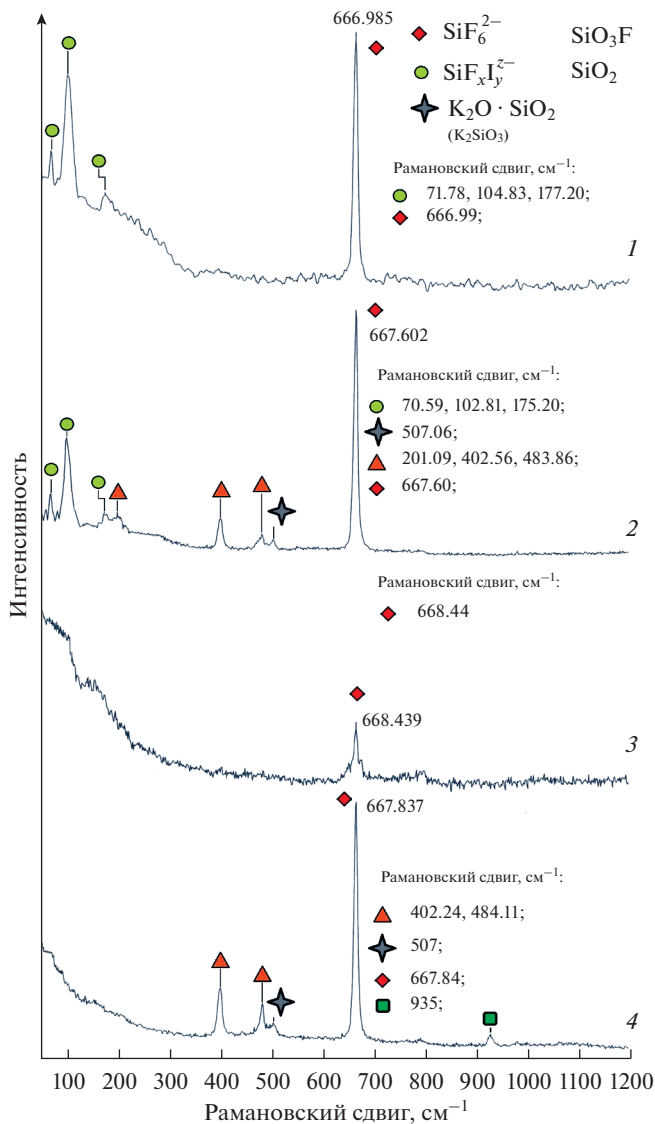 666.985
SiF₆²⁻ SiO₃F
SiFₓIᵧᶻ⁻ SiO₂
K₂O · SiO₂
(K₂SiO₃)
Рамановский сдвиг, см⁻¹:
71.78, 104.83, 177.20;
666.99;
1
667.602
Рамановский сдвиг, см⁻¹:
70.59, 102.81, 175.20;
507.06;
201.09, 402.56, 483.86;
667.60;
2
Интенсивность
Рамановский сдвиг, см⁻¹:
668.44
668.439
3
667.837
Рамановский сдвиг, см⁻¹:
402.24, 484.11;
507;
667.84;
935;
4
100 200 300 400 500 600 700 800 900 1000 1100 1200
Рамановский сдвиг, см⁻¹